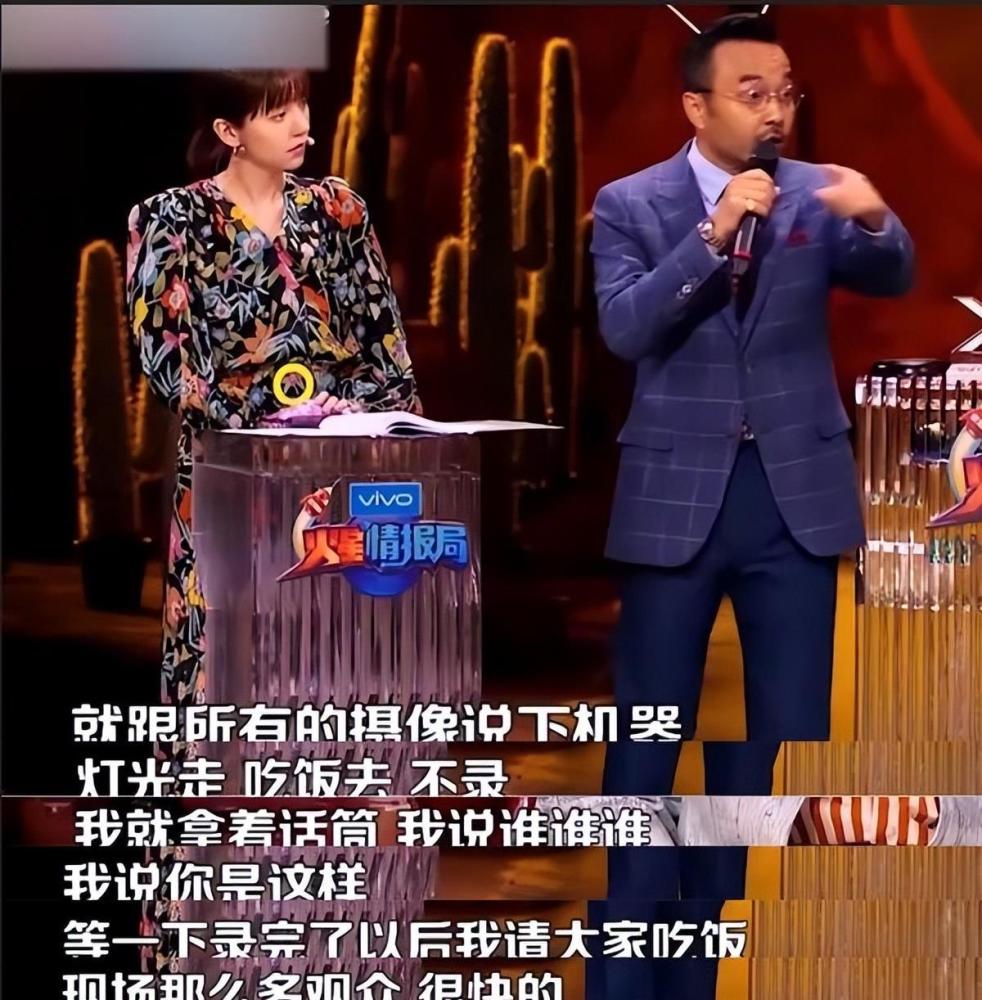 vivo
火星情报局
就跟所有的摄像说下机器
灯光走 吃饭去 不录
我就拿着话筒 我说谁谁谁
我说你是这样
等一下录完了以后我请大家吃饭
现场那么多观众 很快的